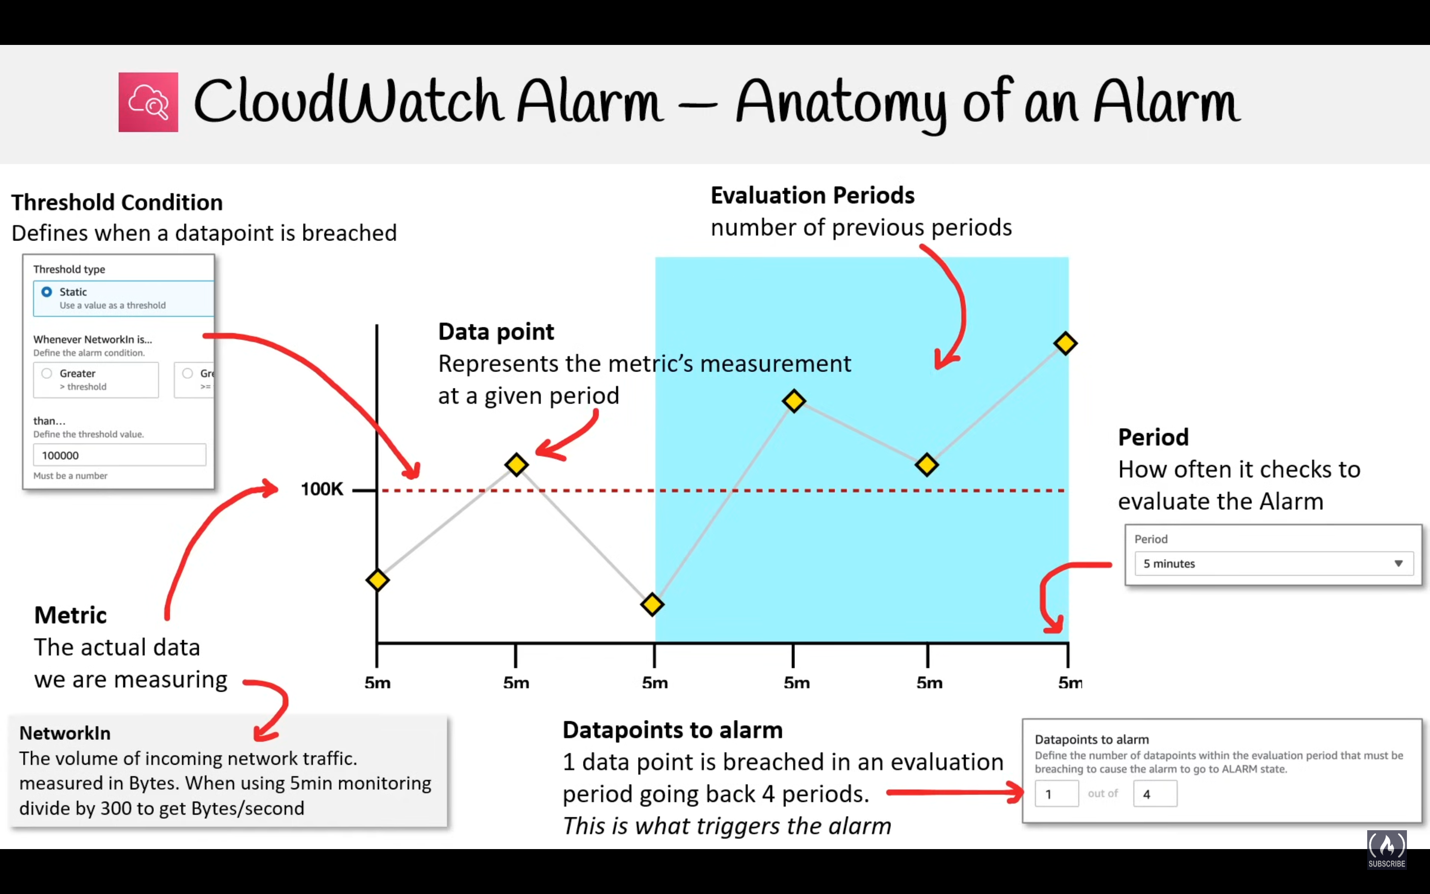 CloudWatch Alarm – Anatomy of an Alarm
Threshold Condition
Defines when a datapoint is breached
Threshold type
Static
Use a value as a threshold
Whenever NetworkIn is...
Define the alarm condition.
Greater
> threshold
Gre
>=
than...
Define the threshold value.
100000
Must be a number
Evaluation Periods
number of previous periods
Data point
Represents the metric's measurement
at a given period
100K
Period
How often it checks to
evaluate the Alarm
Period
5 minutes
Metric
The actual data
we are measuring
5m 5m 5m 5m 5m 5m
NetworkIn
The volume of incoming network traffic.
measured in Bytes. When using 5min monitoring
divide by 300 to get Bytes/second
Datapoints to alarm
1 data point is breached in an evaluation
period going back 4 periods.
This is what triggers the alarm
Datapoints to alarm
Define the number of datapoints within the evaluation period that must be
breaching to cause the alarm to go to ALARM state.
1 out of 4
SUBSCRIBE